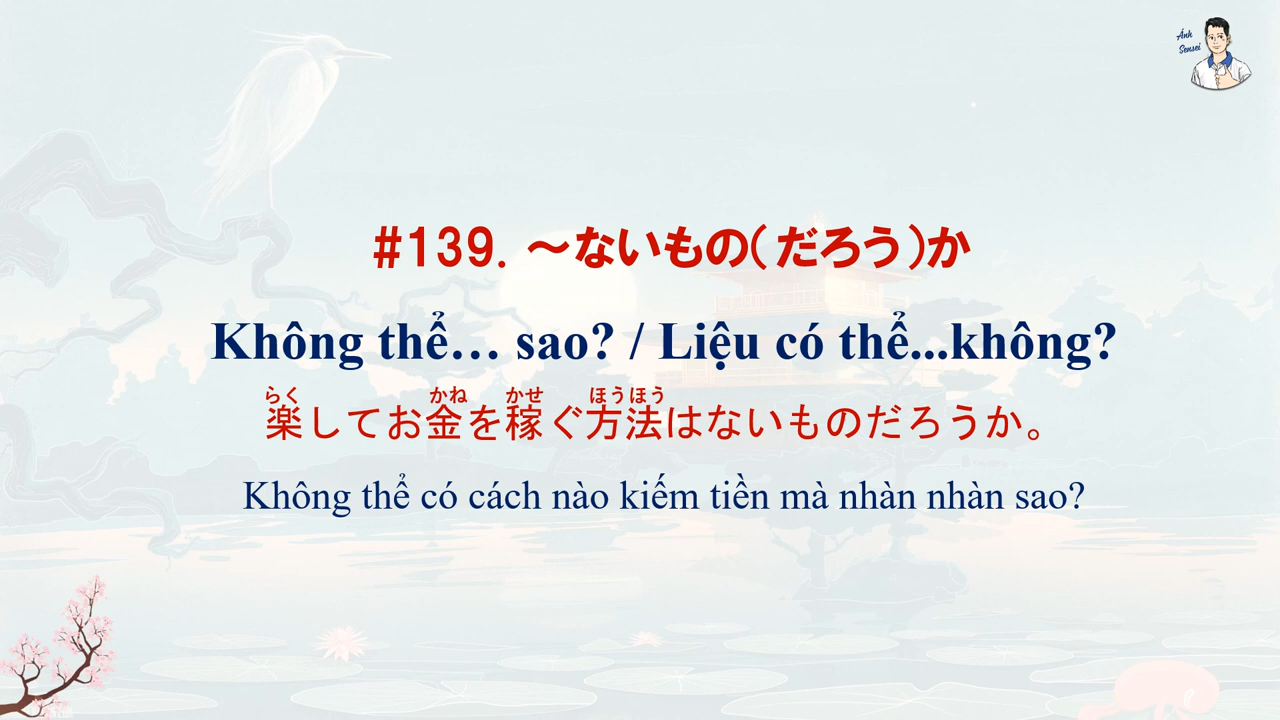 Ánh
Sensei
#139. ～ないもの(だろう)か
Không thể… sao? / Liệu có thể...không?
らく かね かせ ほうほう
楽してお金を稼ぐ方法はないものだろうか。
Không thể có cách nào kiếm tiền mà nhàn nhàn sao?